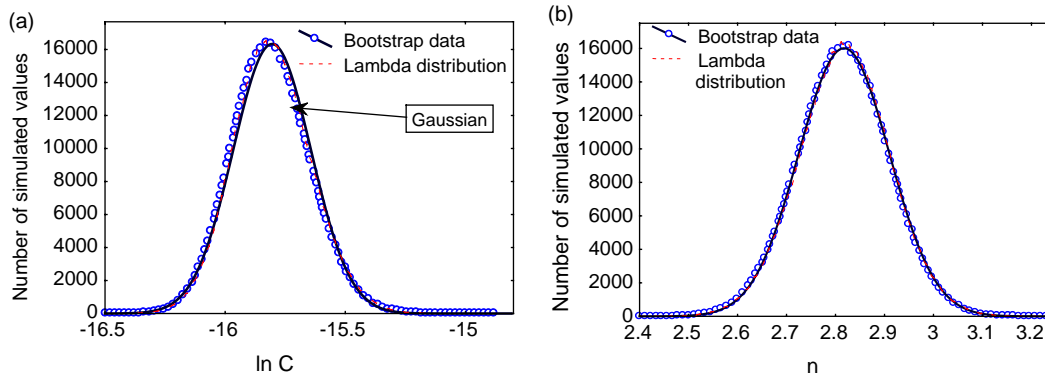 (a)
Number of simulated values
16000
14000
12000
10000
8000
6000
4000
2000
0
Bootstrap data
Lambda distribution
Gaussian
-16.5
-16
-15.5
-15
ln C
(b)
Number of simulated values
16000
14000
12000
10000
8000
6000
4000
2000
0
Bootstrap data
Lambda
distribution
2.4
2.5
2.6
2.7
2.8
2.9
3
3.1
3.2
n